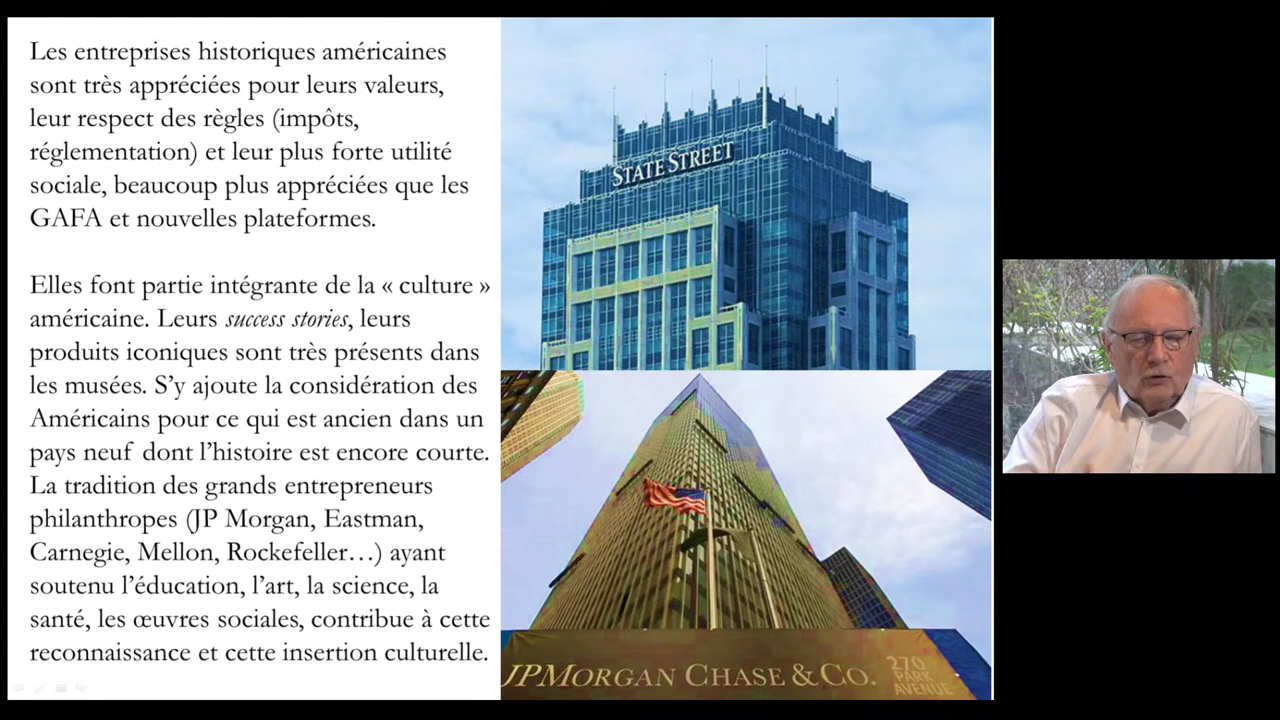 Les entreprises historiques américaines
sont très appréciées pour leurs valeurs,
leur respect des règles (impôts,
réglementation) et leur plus forte utilité
sociale, beaucoup plus appréciées que les
GAFA et nouvelles plateformes.
Elles font partie intégrante de la « culture »
américaine. Leurs success stories, leurs
produits iconiques sont très présents dans
les musées. S’y ajoute la considération des
Américains pour ce qui est ancien dans un
pays neuf dont l’histoire est encore courte.
La tradition des grands entrepreneurs
philanthropes (JP Morgan, Eastman,
Carnegie, Mellon, Rockefeller…) ayant
soutenu l’éducation, l’art, la science, la
santé, les œuvres sociales, contribue à cette
reconnaissance et cette insertion culturelle.
STATE STREET
JPMORGAN CHASE & CO.
270
PARK
AVENUE